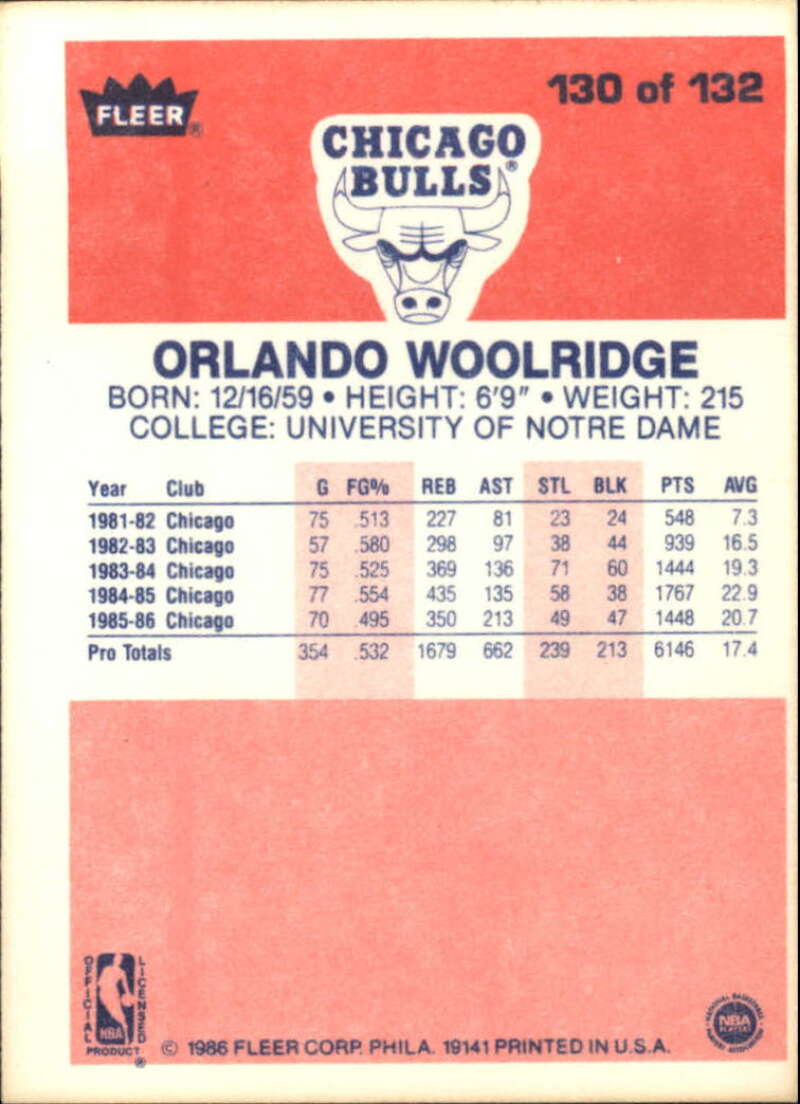 130 of 132
FLEER®
CHICAGO
BULLS®
ORLANDO WOOLRIDGE
BORN: 12/16/59 • HEIGHT: 6'9" • WEIGHT: 215
COLLEGE: UNIVERSITY OF NOTRE DAME
Year Club G FG% REB AST STL BLK PTS AVG
1981-82 Chicago 75 .513 227 81 23 24 548 7.3
1982-83 Chicago 57 .580 298 97 38 44 939 16.5
1983-84 Chicago 75 .525 369 136 71 60 1444 19.3
1984-85 Chicago 77 .554 435 135 58 38 1767 22.9
1985-86 Chicago 70 .495 350 213 49 47 1448 20.7
Pro Totals 354 .532 1679 662 239 213 6146 17.4
OFFICIAL LICENSED
NBA
PRODUCT®
© 1986 FLEER CORP. PHILA. 19141 PRINTED IN U.S.A.
NATIONAL BASKETBALL
NBA
PLAYERS
ASSOCIATION